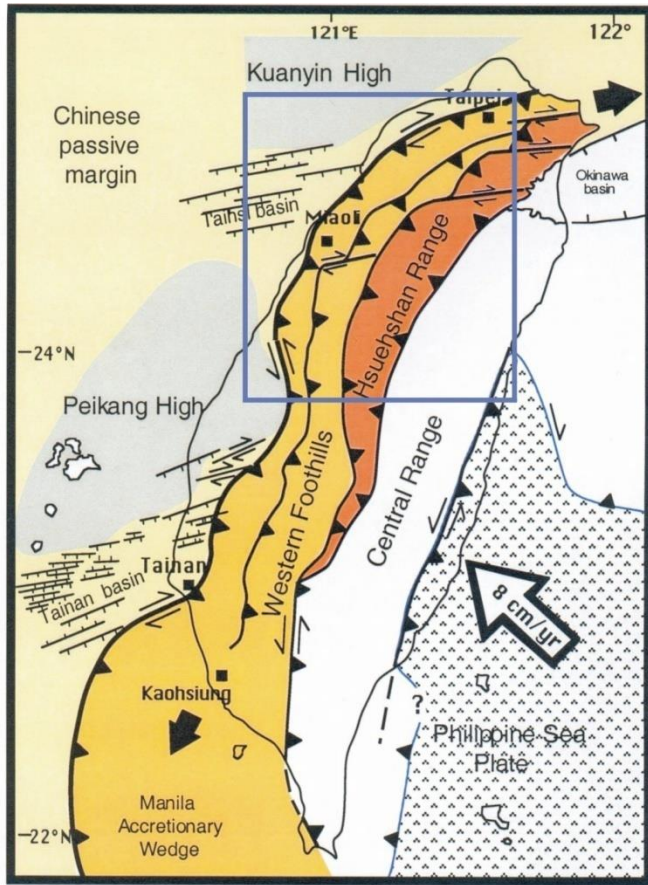 121°E
122°
Kuanyin High
Taipei
Chinese
passive
margin
Okinawa
basin
Taihsi basin
Miaoli
Hsuehshan Range
24°N
Peikang High
Central Range
Western Foothills
Tainan
Tainan basin
8 cm/yr
Kaohsiung
?
Philippine Sea
Plate
Manila
Accretionary
Wedge
22°N